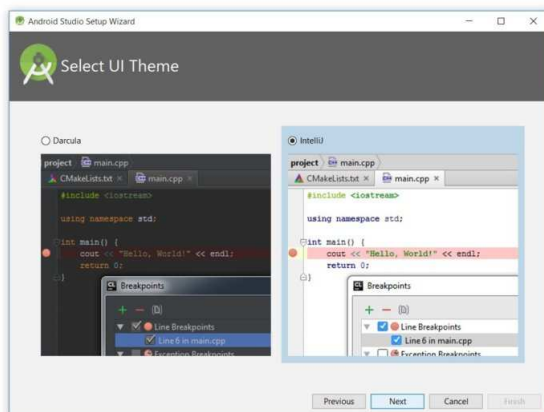 Android Studio Setup Wizard
Select UI Theme
Darcula
project main.cpp
CMakeLists.txt × main.cpp ×
#include <iostream>
using namespace std;
int main() {
cout << "Hello, World!" << endl;
return 0;
}
Breakpoints
Line Breakpoints
Line 6 in main.cpp
Exception Breakpoints
IntelliJ
project main.cpp
CMakeLists.txt × main.cpp ×
#include <iostream>
using namespace std;
int main() {
cout << "Hello, World!" << endl;
return 0;
}
Breakpoints
Line Breakpoints
Line 6 in main.cpp
Exception Breakpoints
Previous Next Cancel Finish